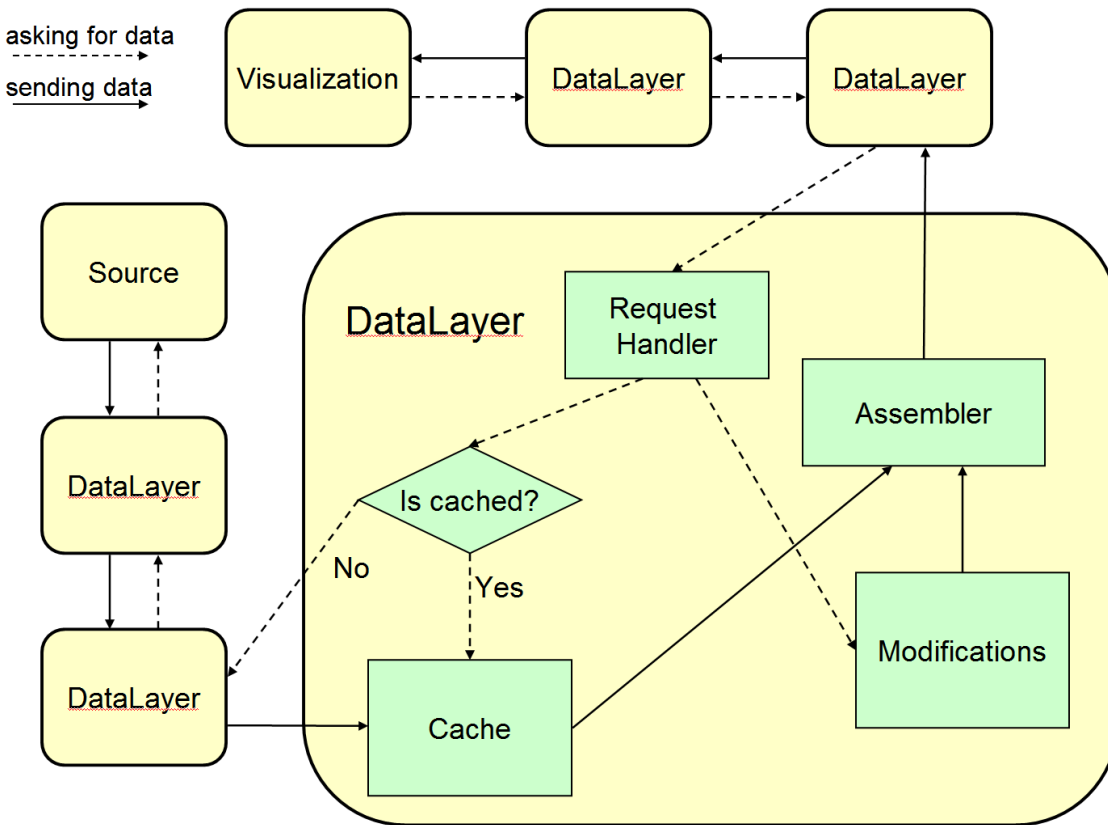 asking for data
sending data
Visualization
DataLayer
DataLayer
Source
DataLayer
Request
Handler
Assembler
DataLayer
Is cached?
No
Yes
Modifications
DataLayer
Cache